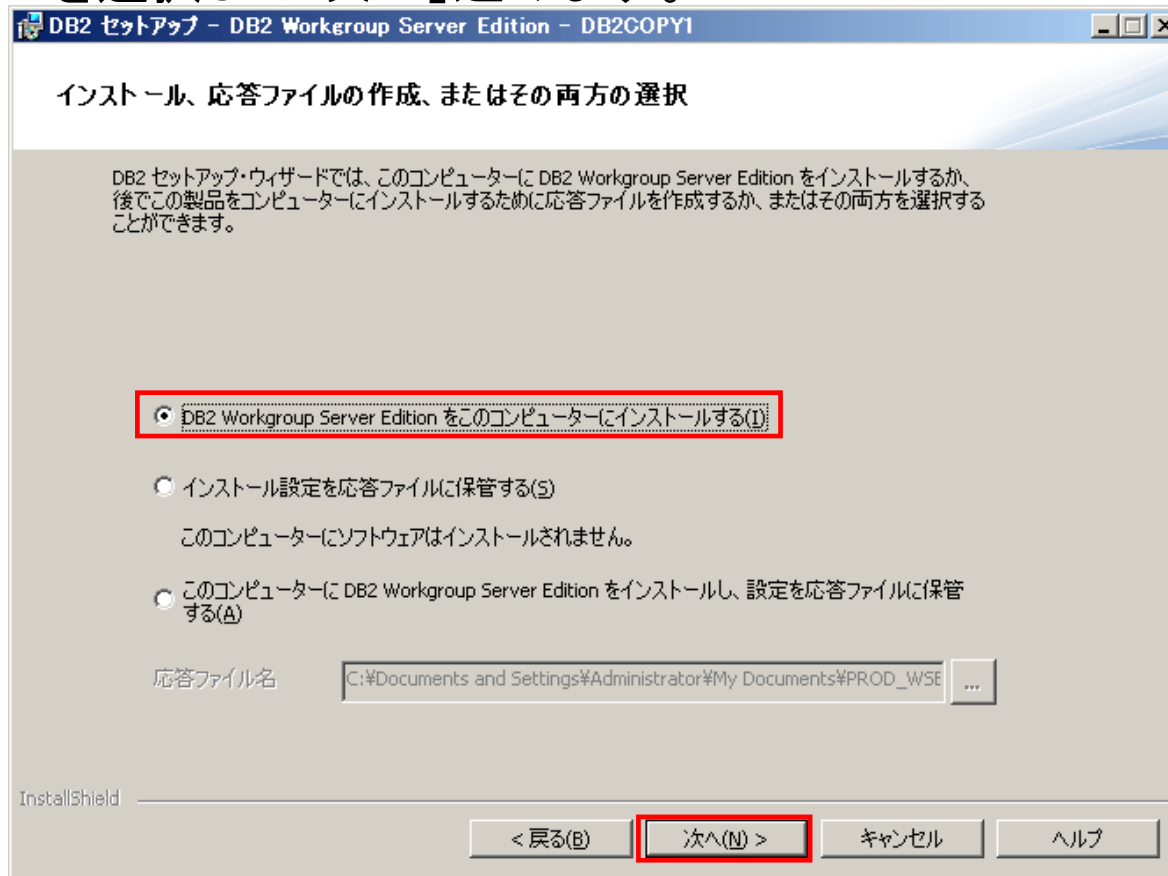 DB2 セットアップ - DB2 Workgroup Server Edition - DB2COPY1
インストール、応答ファイルの作成、またはその両方の選択
DB2 セットアップ・ウィザードでは、このコンピューターに DB2 Workgroup Server Edition をインストールするか、
後でこの製品をコンピューターにインストールするために応答ファイルを作成するか、またはその両方を選択する
ことができます。
DB2 Workgroup Server Edition をこのコンピューターにインストールする(I)
インストール設定を応答ファイルに保管する(S)
このコンピューターにソフトウェアはインストールされません。
このコンピューターに DB2 Workgroup Server Edition をインストールし、設定を応答ファイルに保管
する(A)
応答ファイル名 C:¥Documents and Settings¥Administrator¥My Documents¥PROD_WSE ...
InstallShield
< 戻る(B) 次へ(N) > キャンセル ヘルプ